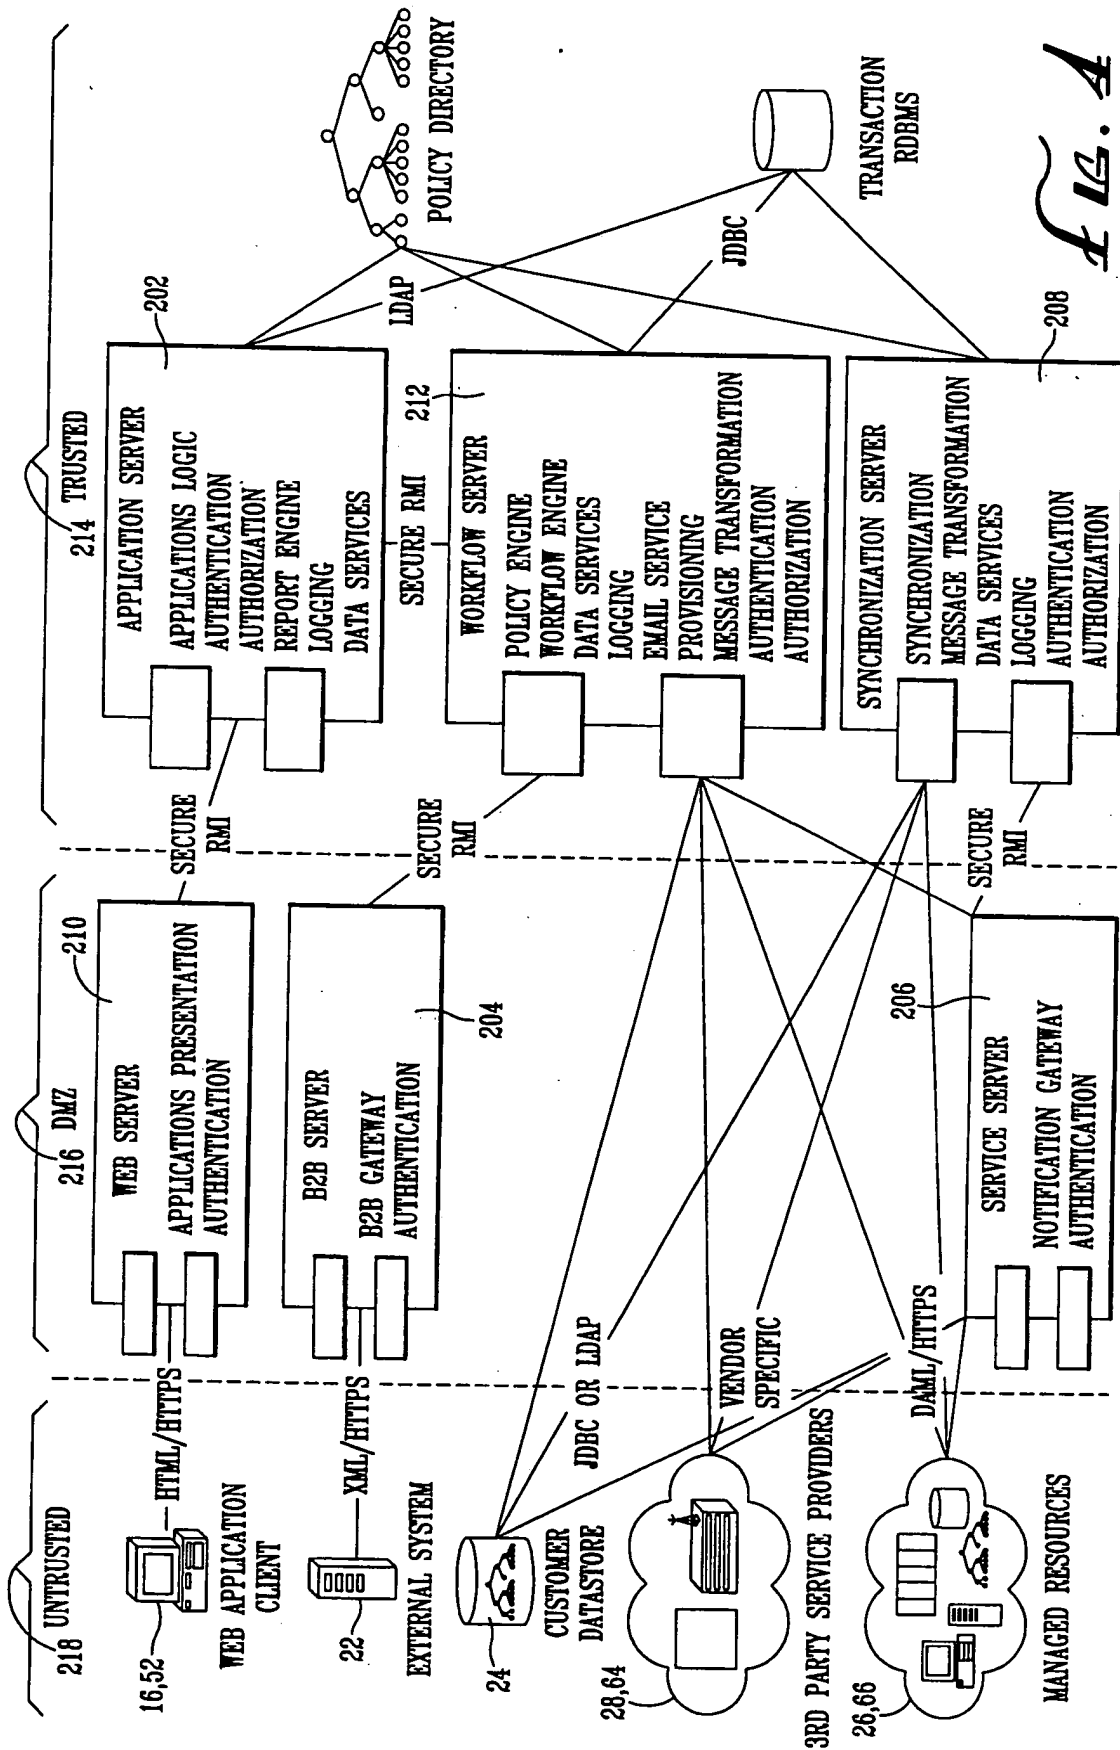 218 UNTRUSTED
216 DMZ
214 TRUSTED
16,52
WEB APPLICATION
CLIENT
HTML/HTTPS
22
EXTERNAL SYSTEM
XML/HTTPS
24
CUSTOMER
DATASTORE
JDBC OR LDAP
28,64
3RD PARTY SERVICE PROVIDERS
VENDOR
SPECIFIC
26,66
MANAGED RESOURCES
DAML/HTTPS
210
WEB SERVER
APPLICATIONS PRESENTATION
AUTHENTICATION
SECURE
RMI
B2B SERVER
B2B GATEWAY
AUTHENTICATION
204
SECURE
RMI
206
SERVICE SERVER
NOTIFICATION GATEWAY
AUTHENTICATION
SECURE
RMI
202
APPLICATION SERVER
APPLICATIONS LOGIC
AUTHENTICATION
AUTHORIZATION
REPORT ENGINE
LOGGING
DATA SERVICES
SECURE RMI
212
WORKFLOW SERVER
POLICY ENGINE
WORKFLOW ENGINE
DATA SERVICES
LOGGING
EMAIL SERVICE
PROVISIONING
MESSAGE TRANSFORMATION
AUTHENTICATION
AUTHORIZATION
208
SYNCHRONIZATION SERVER
SYNCHRONIZATION
MESSAGE TRANSFORMATION
DATA SERVICES
LOGGING
AUTHENTICATION
AUTHORIZATION
LDAP
JDBC
POLICY DIRECTORY
TRANSACTION
RDBMS
FIG. 4